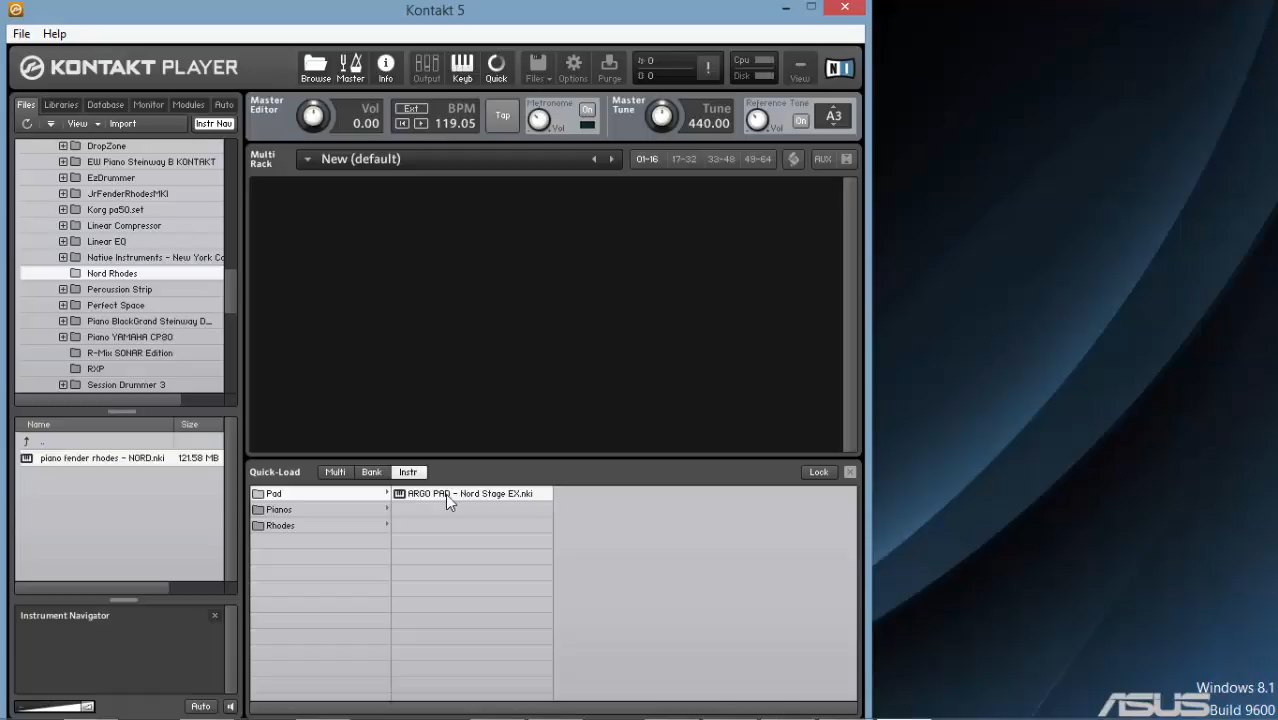 Kontakt 5
File Help
KONTAKT PLAYER
Browse Master Info Output Keyb Quick Files Options Purge 0 0 ! Cpu Disk View NI
Files Libraries Database Monitor Modules Auto
View Import Instr Nav
Master Editor Vol 0.00 Ext BPM 119.05 Tap Metronome On Vol Master Tune Tune 440.00 Reference Tone On Vol A3
Multi Rack New (default) 01-16 17-32 33-48 49-64 AUX
DropZone
EW Piano Steinway B KONTAKT
EzDrummer
JrFenderRhodesMKI
Korg pa50.set
Linear Compressor
Linear EQ
Native Instruments - New York Co
Nord Rhodes
Percussion Strip
Perfect Space
Piano BlackGrand Steinway D_...
Piano YAMAHA CP80
R-Mix SONAR Edition
RXP
Session Drummer 3
Name Size
..
piano fender rhodes - NORD.nki 121.58 MB
Instrument Navigator
Auto
Quick-Load Multi Bank Instr Lock
Pad ARGO PAD - Nord Stage EX.nki
Pianos
Rhodes
Windows 8.1
ASUS Build 9600